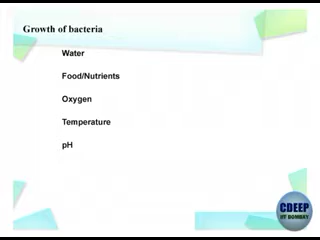 Growth of bacteria
Water
Food/Nutrients
Oxygen
Temperature
pH
CDEEP
IIT BOMBAY